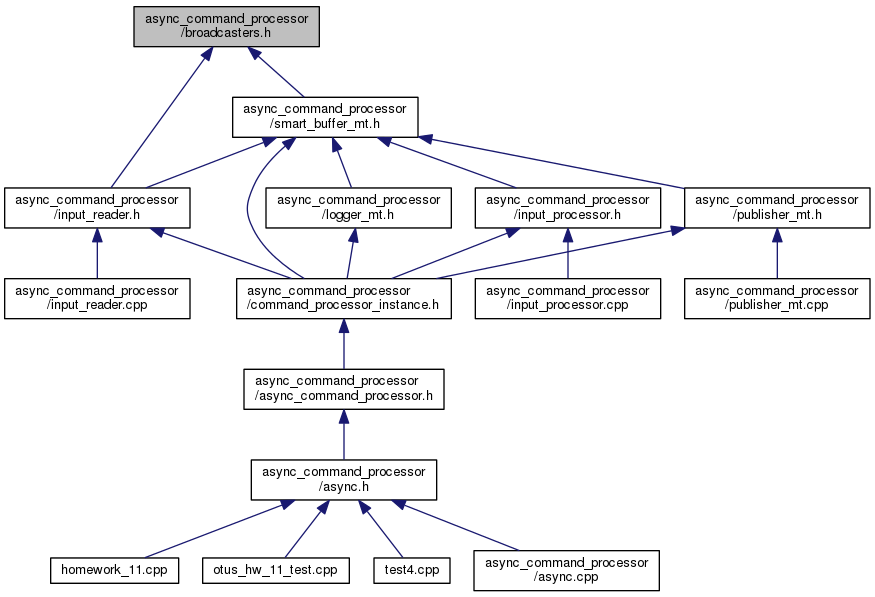 async_command_processor
/broadcasters.h
async_command_processor
/smart_buffer_mt.h
async_command_processor
/input_reader.h
async_command_processor
/logger_mt.h
async_command_processor
/input_processor.h
async_command_processor
/publisher_mt.h
async_command_processor
/input_reader.cpp
async_command_processor
/command_processor_instance.h
async_command_processor
/input_processor.cpp
async_command_processor
/publisher_mt.cpp
async_command_processor
/async_command_processor.h
async_command_processor
/async.h
homework_11.cpp
otus_hw_11_test.cpp
test4.cpp
async_command_processor
/async.cpp